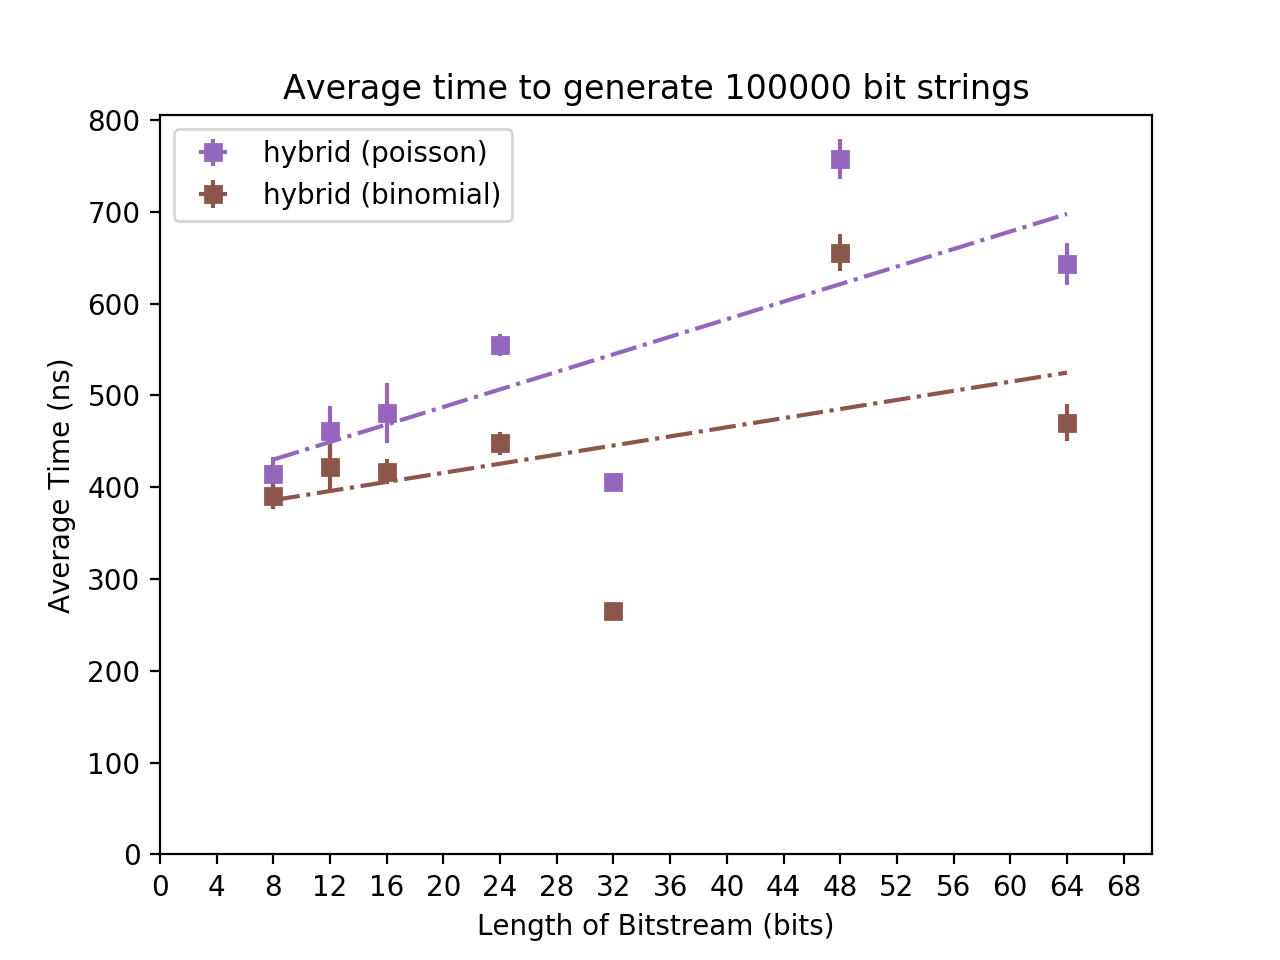 Average time to generate 100000 bit strings
hybrid (poisson)
hybrid (binomial)
800
700
600
500
400
300
200
100
0
Average Time (ns)
0 4 8 12 16 20 24 28 32 36 40 44 48 52 56 60 64 68
Length of Bitstream (bits)